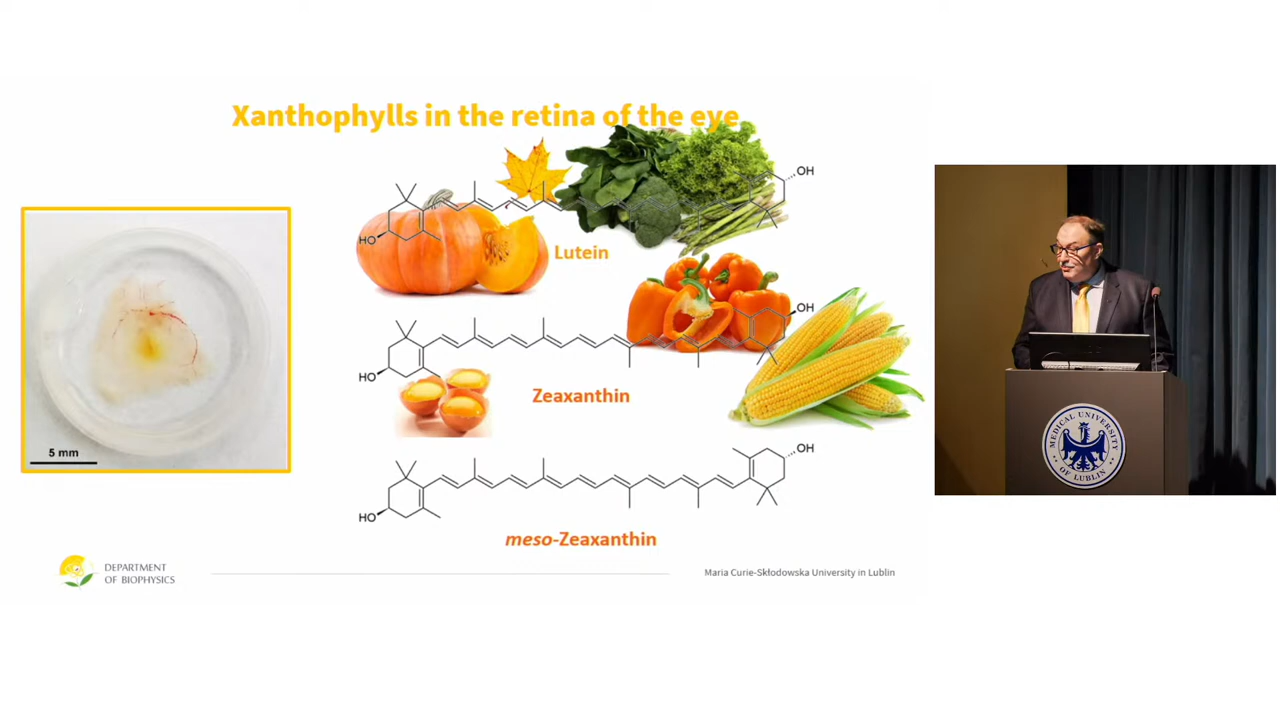 Xanthophylls in the retina of the eye
OH
HO
Lutein
OH
HO
Zeaxanthin
5 mm
OH
HO
meso-Zeaxanthin
DEPARTMENT
OF BIOPHYSICS
Maria Curie-Skłodowska University in Lublin
MEDICAL UNIVERSITY
OF LUBLIN